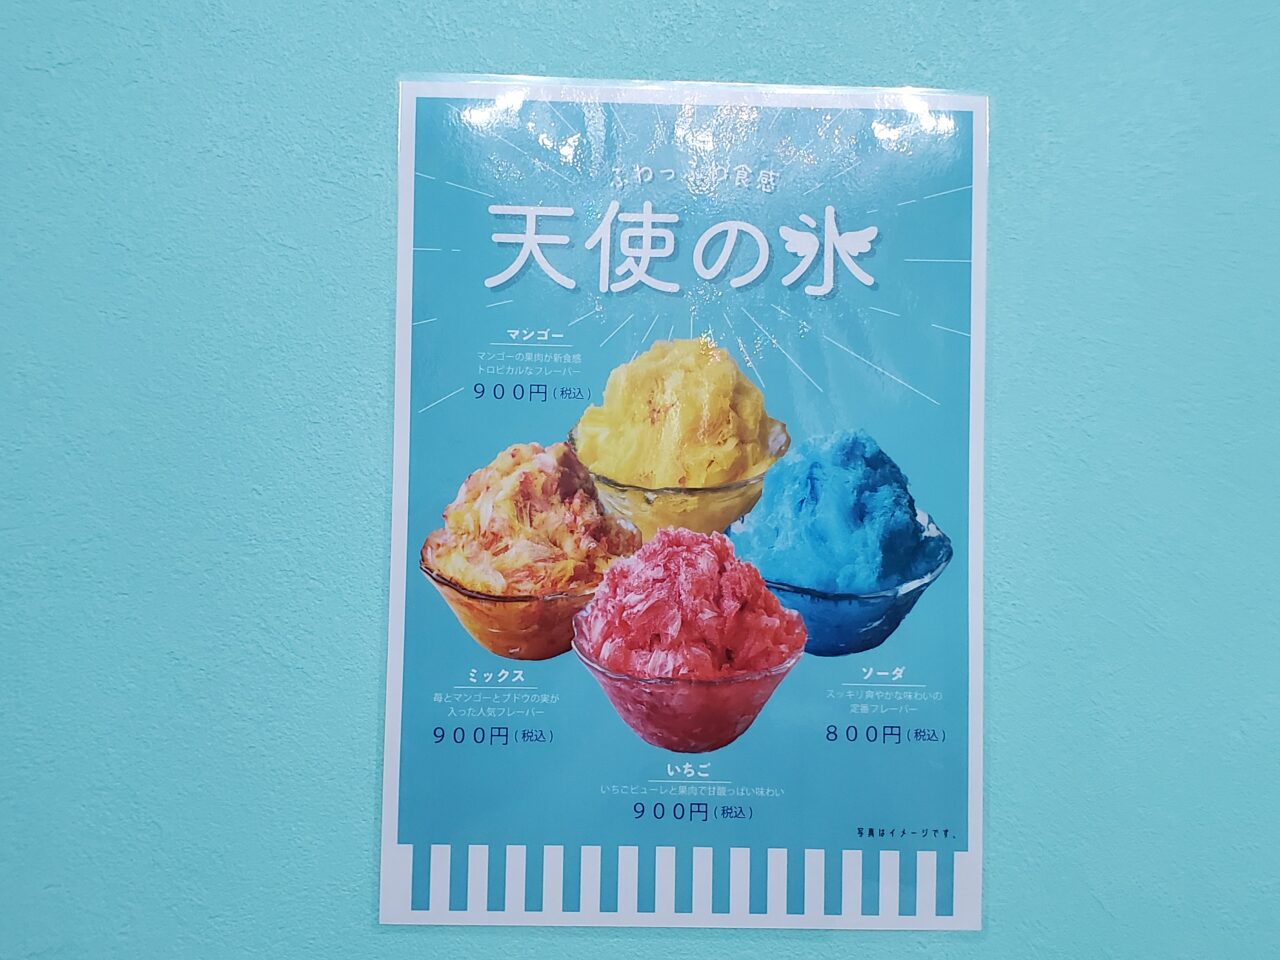 ふわっふわ食感
天使の氷
マンゴー
マンゴーの果肉が新食感
トロピカルなフレーバー
900円(税込)
ミックス
苺とマンゴーとブドウの実が
入った人気フレーバー
900円(税込)
ソーダ
スッキリ爽やかな味わいの
定番フレーバー
800円(税込)
いちご
いちごピューレと果肉で甘酸っぱい味わい
900円(税込)
写真はイメージです。